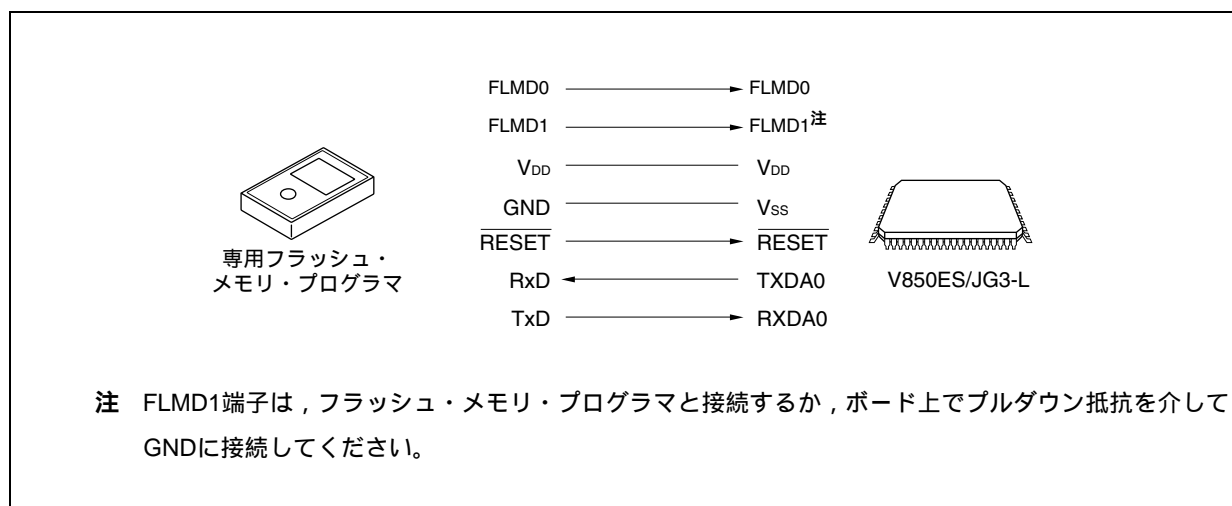 FLMD0 FLMD0
FLMD1 FLMD1注
VDD VDD
GND VSS
RESET RESET
RxD TXDA0
TxD RXDA0
専用フラッシュ・
メモリ・プログラマ
V850ES/JG3-L
注 FLMD1端子は，フラッシュ・メモリ・プログラマと接続するか，ボード上でプルダウン抵抗を介して
GNDに接続してください。